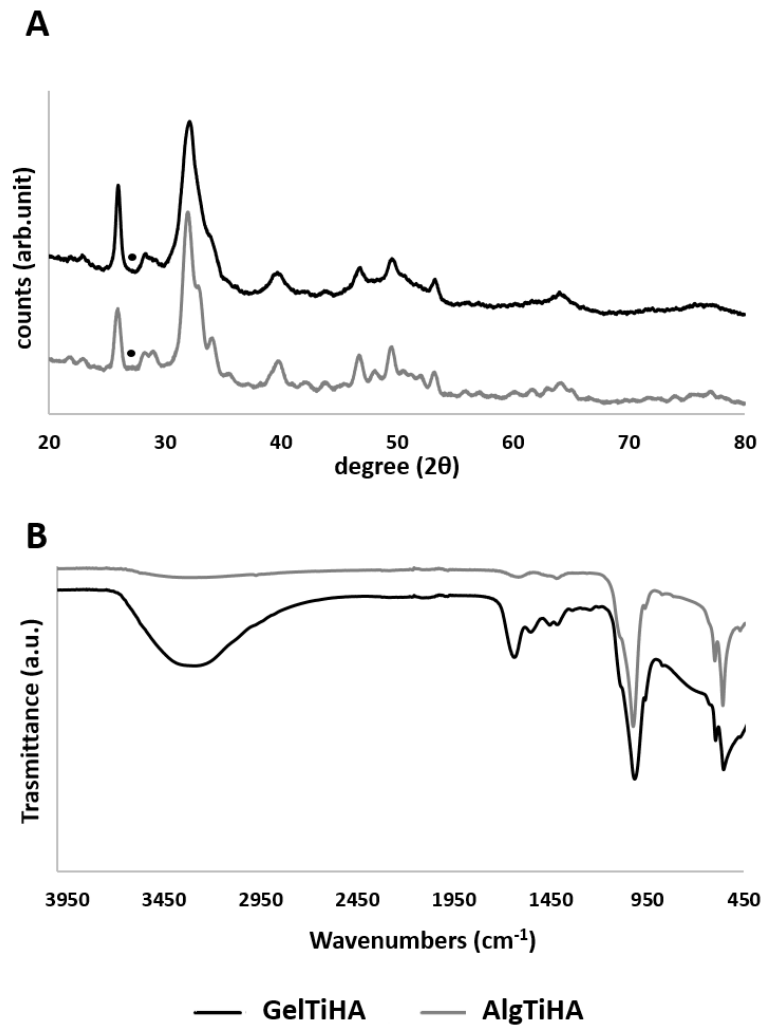 A
counts (arb.unit)
20 30 40 50 60 70 80
degree (2θ)
B
Trasmittance (a.u.)
3950 3450 2950 2450 1950 1450 950 450
Wavenumbers (cm⁻¹)
GelTiHA AlgTiHA